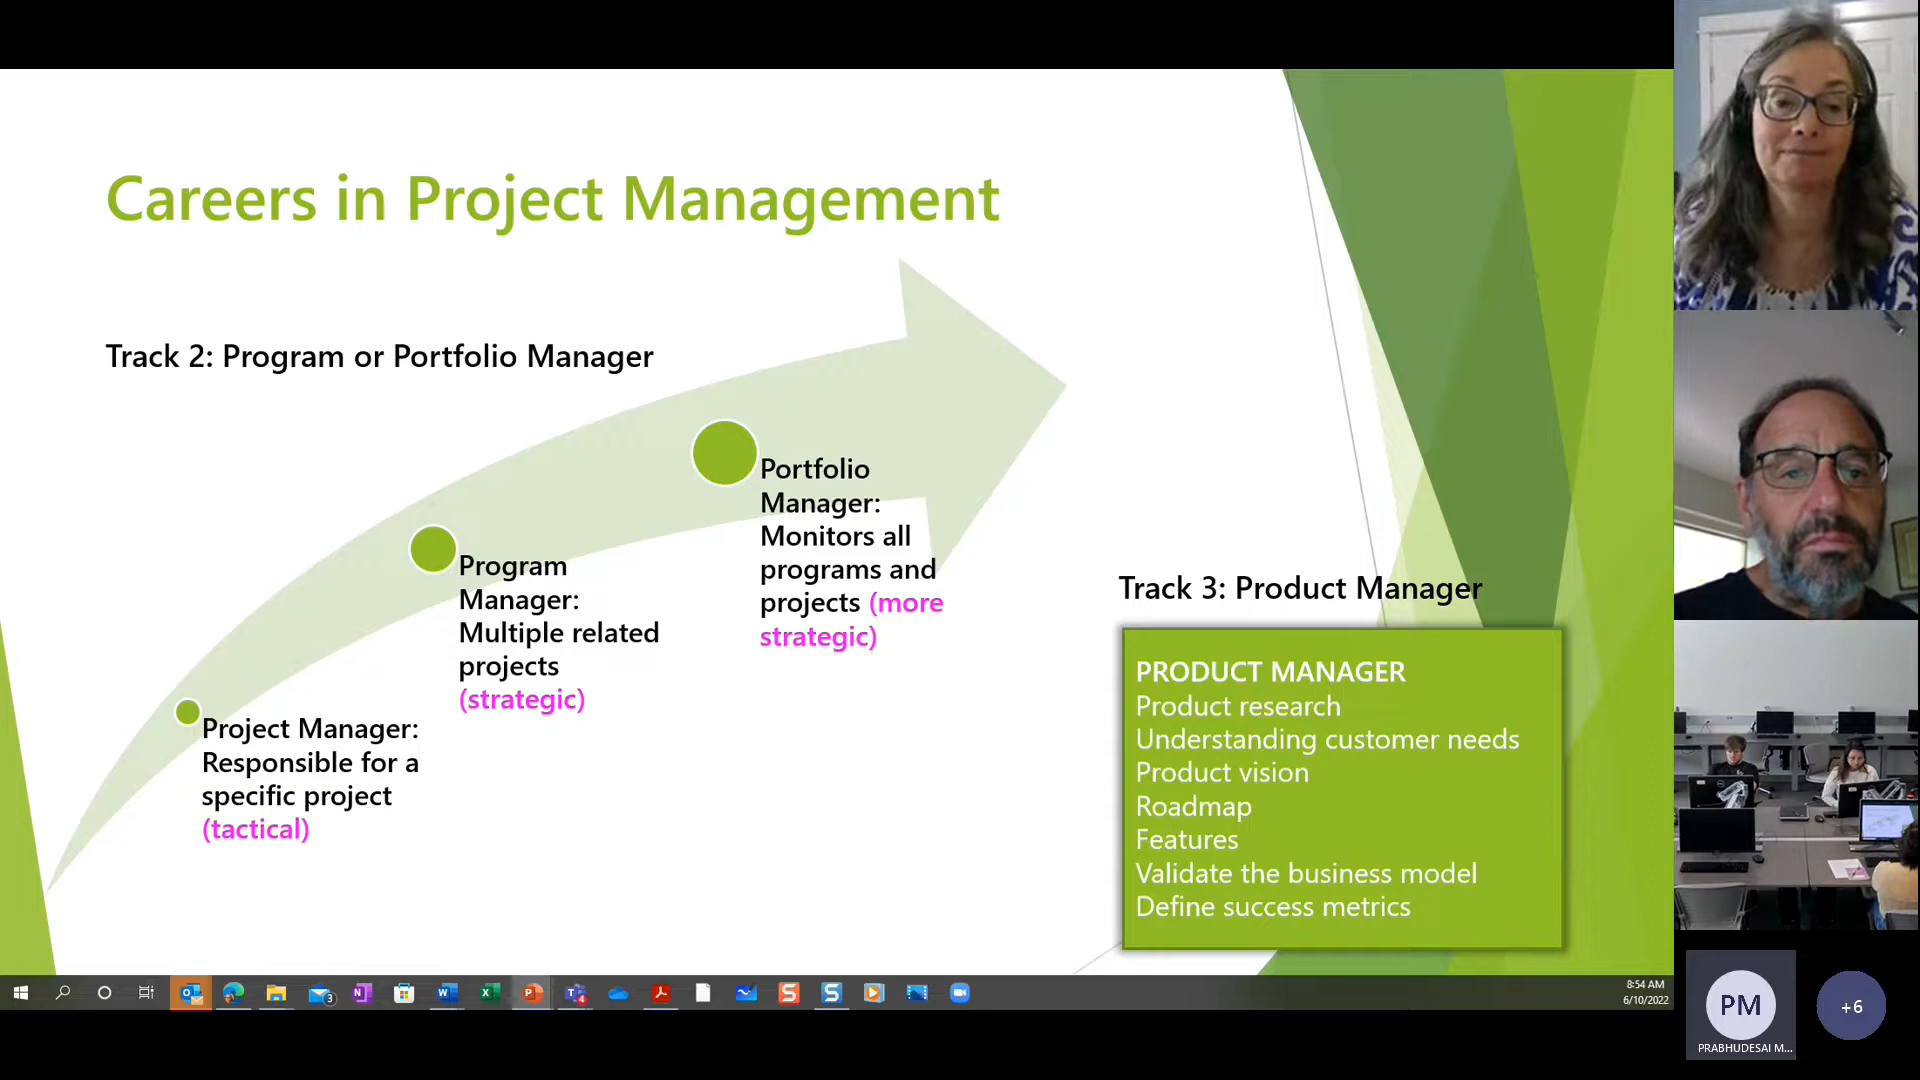 Careers in Project Management
Track 2: Program or Portfolio Manager
Portfolio
Manager:
Monitors all
programs and
projects (more
strategic)
Program
Manager:
Multiple related
projects
(strategic)
Project Manager:
Responsible for a
specific project
(tactical)
Track 3: Product Manager
PRODUCT MANAGER
Product research
Understanding customer needs
Product vision
Roadmap
Features
Validate the business model
Define success metrics
3
4
8:54 AM
6/10/2022
PM
PRABHUDESAI M...
+6